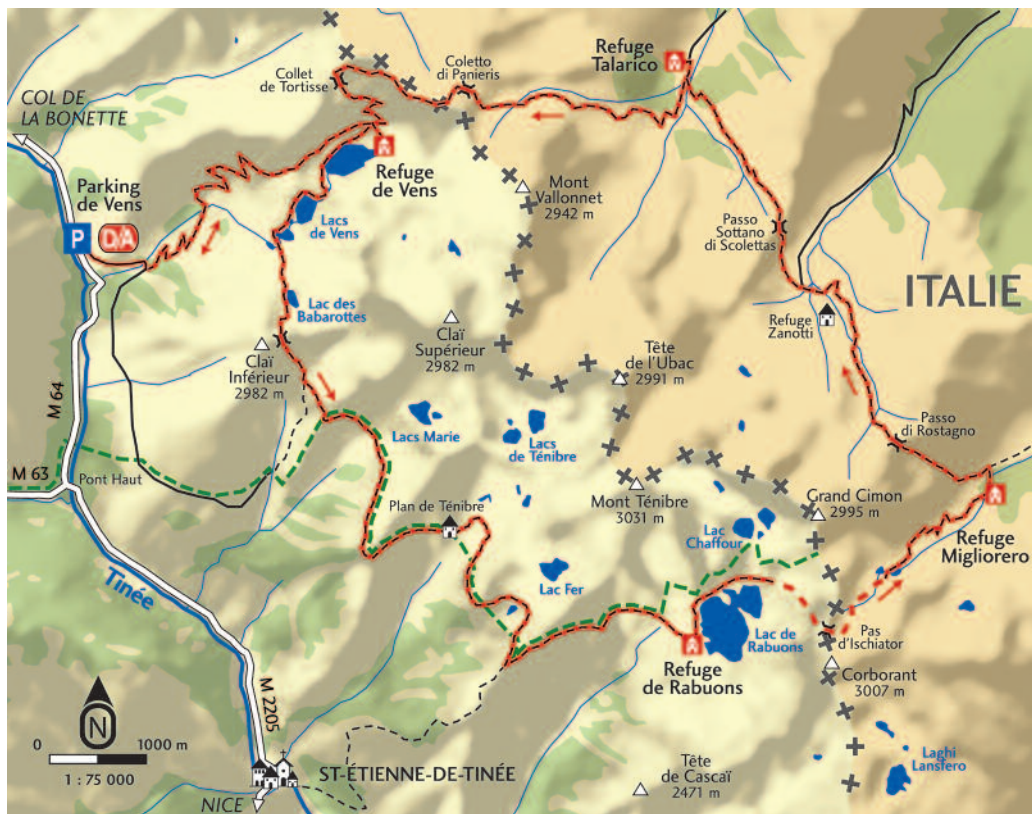 Refuge
Talarico
Collet
de Tortisse
Coletto
di Panieris
COL DE
LA BONETTE
Parking
de Vens
P
D/A
Refuge
de Vens
Mont
Vallonnet
2942 m
Lacs
de Vens
Passo
Sottano
di Scolettas
ITALIE
Lac des
Babarottes
Refuge
Zanotti
Claï
Supérieur
2982 m
Claï
Inférieur
2982 m
Tête
de l'Ubac
2991 m
M 64
Lacs Marie
Lacs
de Ténibre
Passo
di Rostagno
M 63
Pont Haut
Plan de Ténibre
Mont Ténibre
3031 m
Grand Cimon
2995 m
Lac
Chaffour
Refuge
Migliorero
Tinée
Lac Fer
Lac de
Rabuons
Pas
d'Ischiator
Refuge
de Rabuons
Corborant
3007 m
M 2205
N
0 1000 m
1 : 75 000
ST-ÉTIENNE-DE-TINÉE
NICE
Tête
de Cascaï
2471 m
Laghi
Lansfero